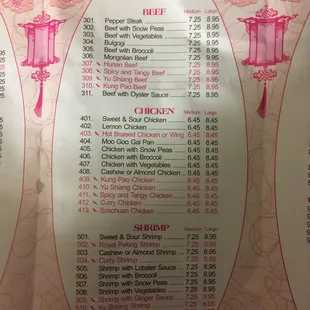 BEEF Medium Large
301. Pepper Steak 7.25 8.95
302. Beef with Snow Peas 7.25 8.95
303. Beef with Vegetables 7.25 8.95
304. Bulgogi 7.25 9.95
305. Beef with Broccoli 7.25 8.95
306. Mongolian Beef 7.25 8.95
307. Hunan Beef 7.25 8.95
308. Spicy and Tangy Beef 7.25 8.95
309. Yu Shiang Beef 7.25 8.95
310. Kung Pao Beef 7.25 8.95
311. Beef with Oyster Sauce 7.25 8.95
CHICKEN Medium Large
401. Sweet & Sour Chicken 6.45 8.45
402. Lemon Chicken 6.45 8.45
403. Hot Braised Chicken or Wing 6.45 8.45
404. Moo Goo Gai Pan 6.45 8.45
405. Chicken with Snow Peas 6.45 8.45
406. Chicken with Broccoli 6.45 8.45
407. Chicken with Vegetables 6.45 8.45
408. Cashew or Almond Chicken 6.45 8.45
409. Kung Pao Chicken 6.45 8.45
410. Yu Shiang Chicken 6.45 8.45
411. Spicy and Tangy Chicken 6.45 8.45
412. Curry Chicken 6.45 8.45
413. Szechuan Chicken 6.45 8.45
SHRIMP Medium Large
501. Sweet & Sour Shrimp 7.25 8.95
502. Royal Peking Shrimp 7.25 8.95
503. Cashew or Almond Shrimp 7.25 8.95
504. Curry Shrimp 7.25 8.95
505. Shrimp with Lobster Sauce 7.25 8.95
506. Shrimp with Broccoli 7.25 8.95
507. Shrimp with Snow Peas 7.25 8.95
508. Shrimp with Vegetables 7.25 8.95
509. Shrimp with Ginger Sauce 7.25 8.95
510. Yu Shiang Shrimp 7.25 8.95